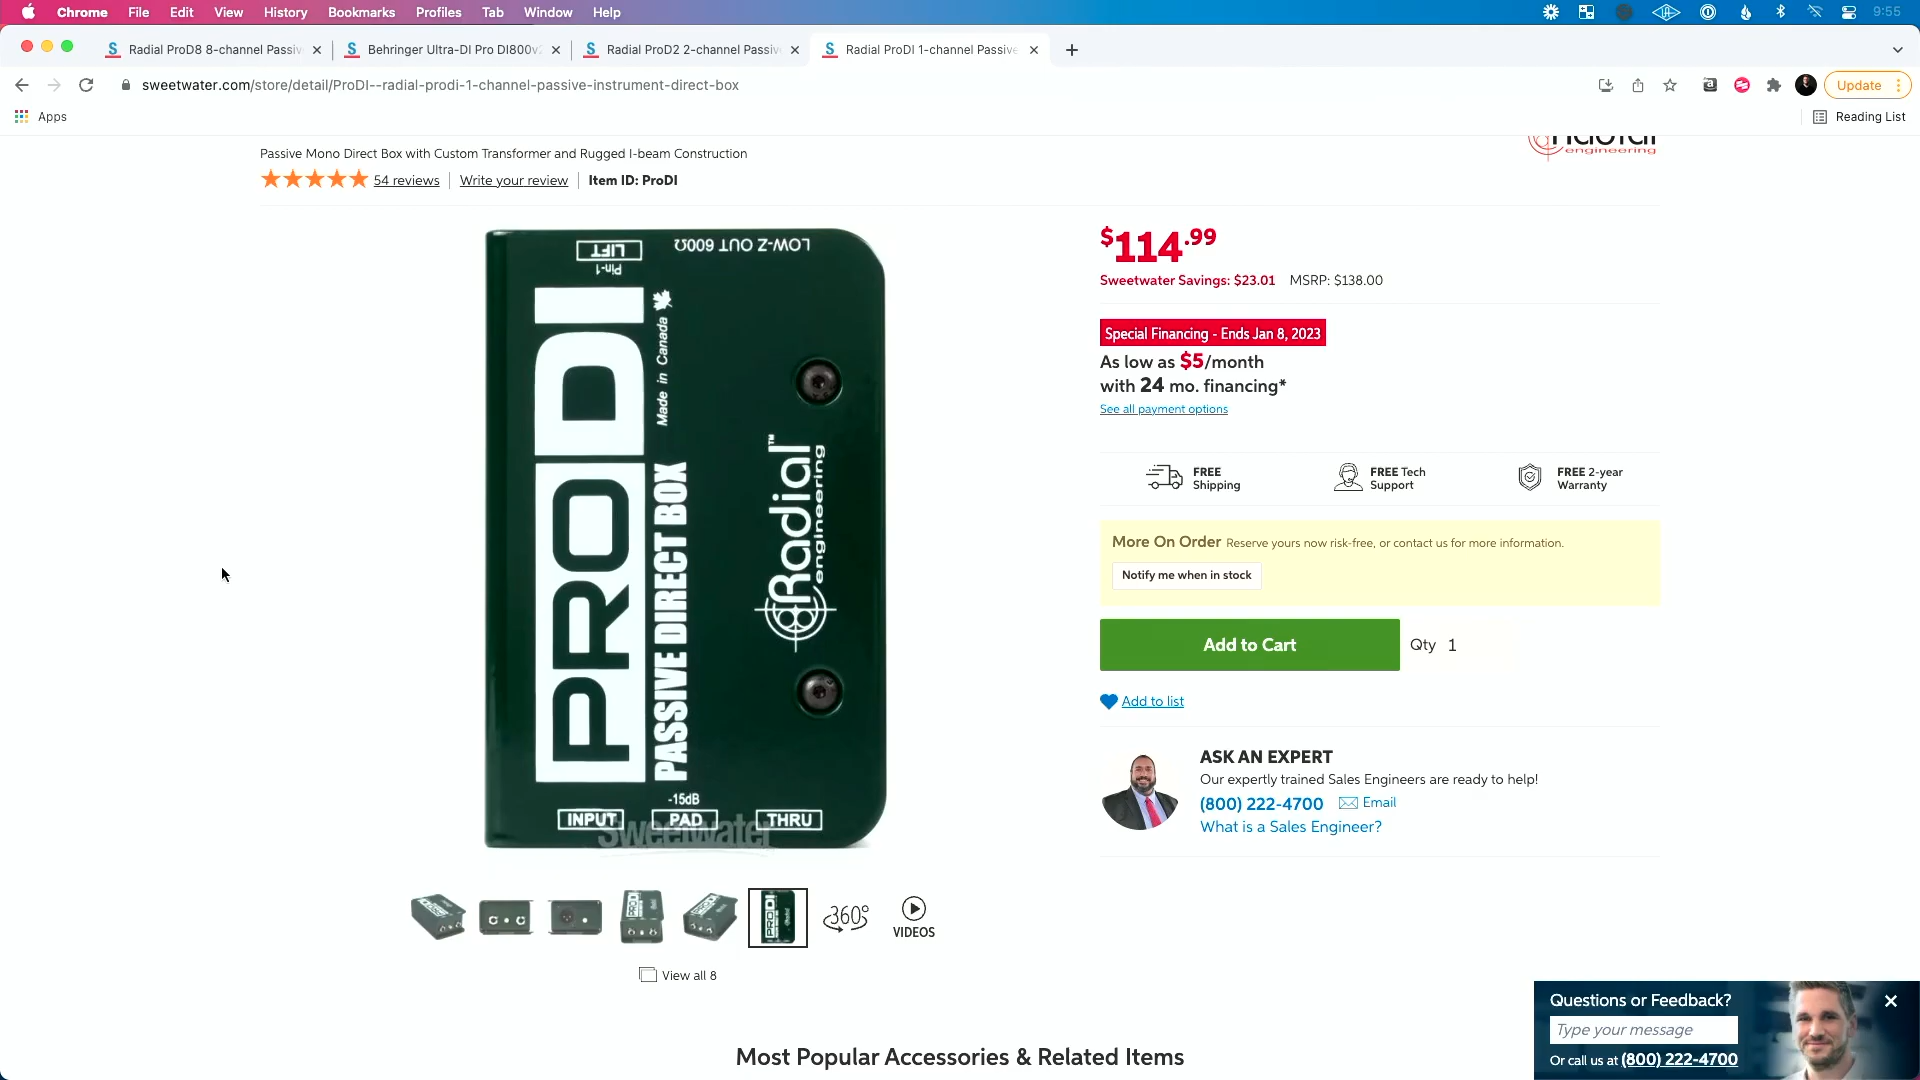 Chrome File Edit View History Bookmarks Profiles Tab Window Help 9:55
Radial ProD8 8-channel Passiv
Behringer Ultra-DI Pro DI800v
Radial ProD2 2-channel Passiv
Radial ProDI 1-channel Passive
sweetwater.com/store/detail/ProDI--radial-prodi-1-channel-passive-instrument-direct-box
Update
Apps
Reading List
Passive Mono Direct Box with Custom Transformer and Rugged I-beam Construction
engineering
54 reviews Write your review Item ID: ProDI
LOW-Z OUT 600Ω
LIFT
Pin-1
PRODI
Made in Canada
PASSIVE DIRECT BOX
Radial™
engineering
-15dB
INPUT PAD THRU
Sweetwater
$114.99
Sweetwater Savings: $23.01 MSRP: $138.00
Special Financing - Ends Jan 8, 2023
As low as $5/month
with 24 mo. financing*
See all payment options
FREE Shipping
FREE Tech Support
FREE 2-year Warranty
More On Order Reserve yours now risk-free, or contact us for more information.
Notify me when in stock
Add to Cart Qty 1
Add to list
ASK AN EXPERT
Our expertly trained Sales Engineers are ready to help!
(800) 222-4700 Email
What is a Sales Engineer?
360°
VIDEOS
View all 8
Most Popular Accessories & Related Items
Questions or Feedback?
Type your message
Or call us at (800) 222-4700